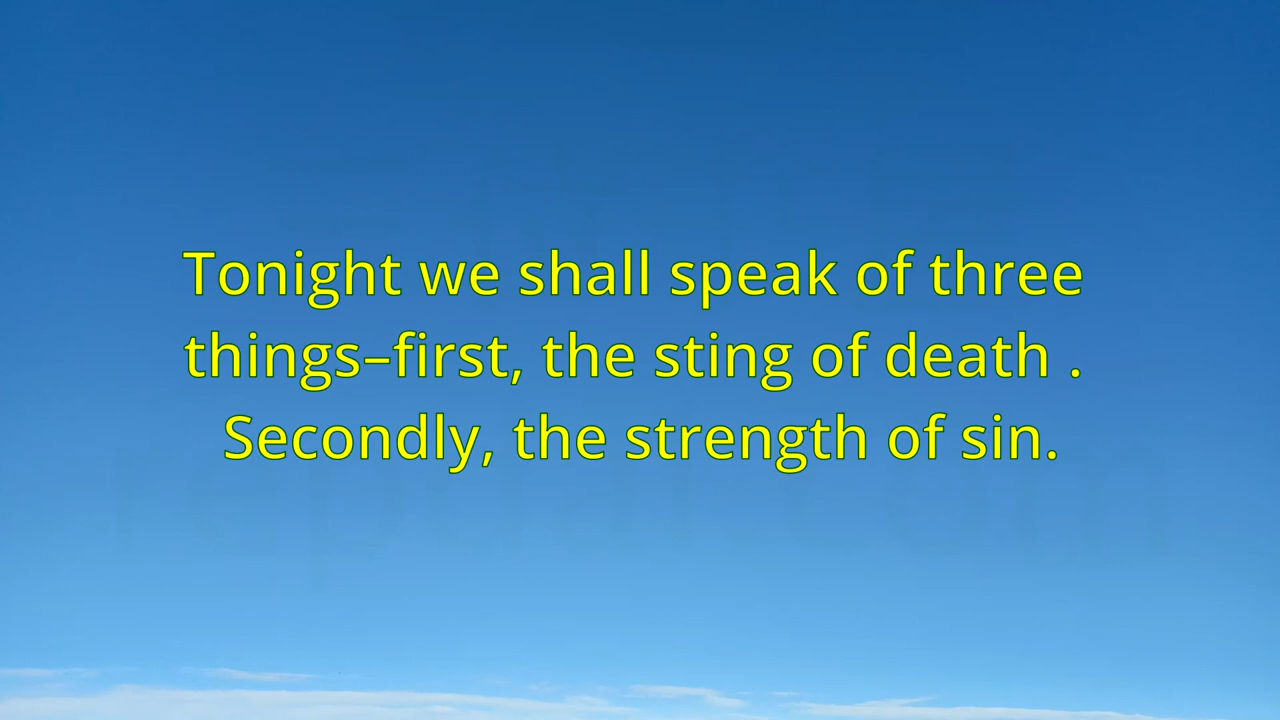 Tonight we shall speak of three
things–first, the sting of death .
Secondly, the strength of sin.